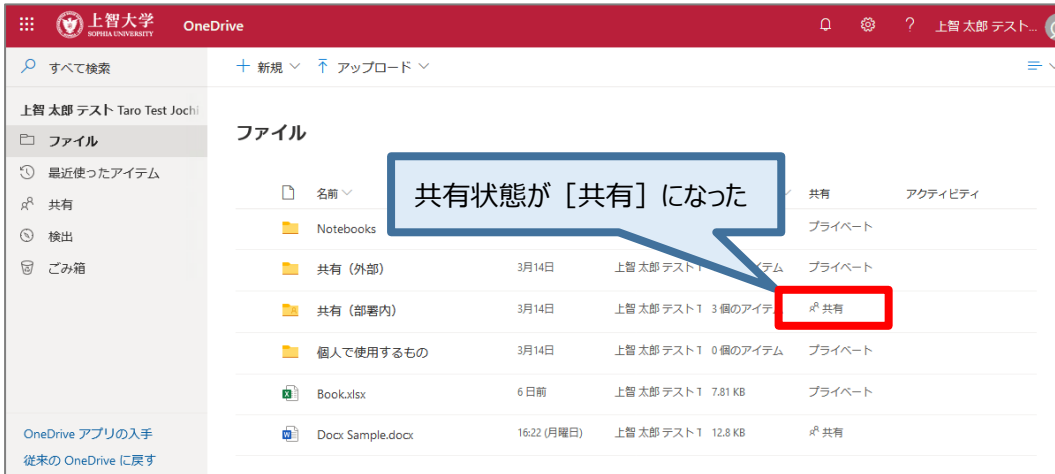 上智大学 OneDrive 上智 太郎 テスト...
SOPHIA UNIVERSITY
すべて検索 + 新規 アップロード
上智 太郎 テスト Taro Test Jochi
ファイル
ファイル
最近使ったアイテム
共有
検出
ごみ箱
OneDrive アプリの入手
従来の OneDrive に戻す
共有状態が［共有］になった
名前 共有 アクティビティ
Notebooks プライベート
共有（外部） 3月14日 上智 太郎 テスト イテム プライベート
共有（部署内） 3月14日 上智 太郎 テスト T 3 個のアイテム 共有
個人で使用するもの 3月14日 上智 太郎 テスト T 0 個のアイテム プライベート
Book.xlsx 6 日前 上智 太郎 テスト T 7.81 KB プライベート
Docx Sample.docx 16:22 (月曜日) 上智 太郎 テスト T 12.8 KB 共有